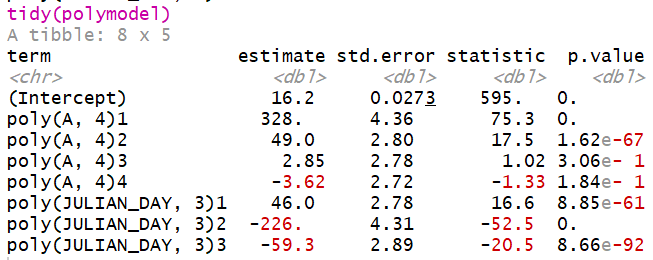 tidy(polymodel)
A tibble: 8 x 5
term estimate std.error statistic p.value
<chr> <dbl> <dbl> <dbl> <dbl>
(Intercept) 16.2 0.0273 595. 0.
poly(A, 4)1 328. 4.36 75.3 0.
poly(A, 4)2 49.0 2.80 17.5 1.62e-67
poly(A, 4)3 2.85 2.78 1.02 3.06e- 1
poly(A, 4)4 -3.62 2.72 -1.33 1.84e- 1
poly(JULIAN_DAY, 3)1 46.0 2.78 16.6 8.85e-61
poly(JULIAN_DAY, 3)2 -226. 4.31 -52.5 0.
poly(JULIAN_DAY, 3)3 -59.3 2.89 -20.5 8.66e-92